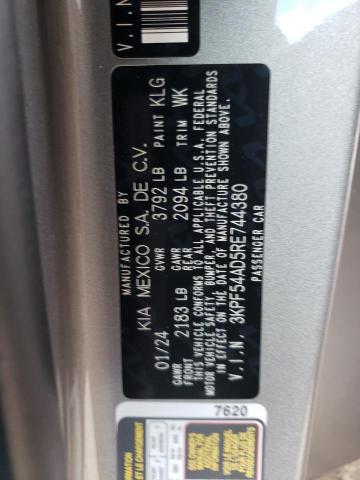 V.I.N
MANUFACTURED BY
KIA MEXICO S.A. DE C.V.
01/24 GVWR 3792 LB PAINT KLG
GAWR FRONT 2183 LB GAWR REAR 2094 LB TRIM WK
THIS VEHICLE CONFORMS TO ALL APPLICABLE U.S.A. FEDERAL
MOTOR VEHICLE SAFETY, BUMPER, AND THEFT PREVENTION STANDARDS
IN EFFECT ON THE DATE OF MANUFACTURE SHOWN ABOVE.
V.I.N. 3KPF54AD5RE744380
PASSENGER CAR
7620